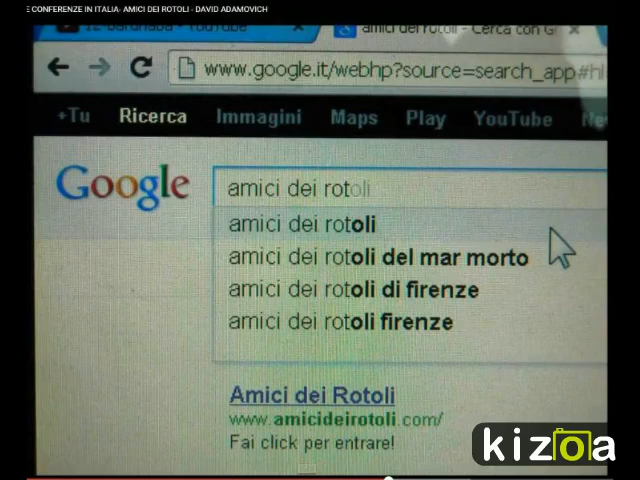 E CONFERENZE IN ITALIA- AMICI DEI ROTOLI - DAVID ADAMOVICH
YouTube
amici dei rotoli - Cerca con G
www.google.it/webhp?source=search_app#hl
+Tu Ricerca Immagini Maps Play YouTube Ne
Google
amici dei rotoli
amici dei rotoli
amici dei rotoli del mar morto
amici dei rotoli di firenze
amici dei rotoli firenze
Amici dei Rotoli
www.amicideirotoli.com/
Fai click per entrare!
kizoa